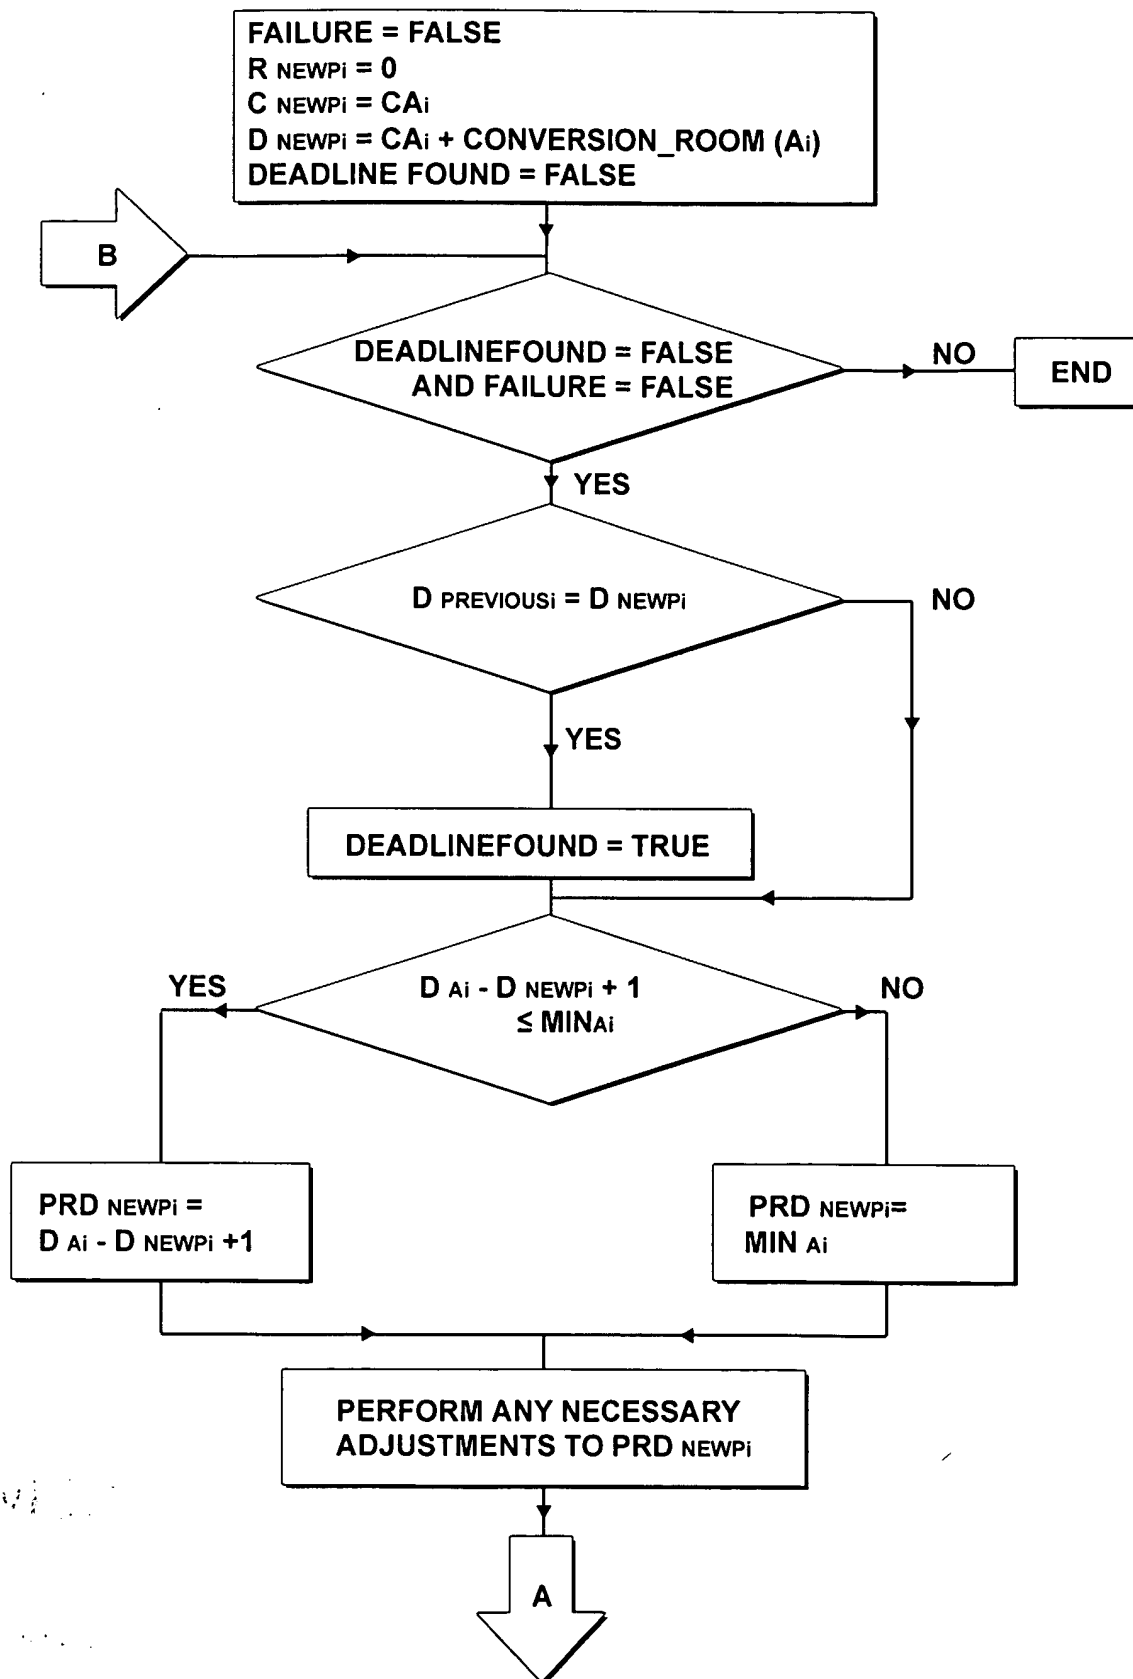 FAILURE = FALSE
R NEWPi = 0
C NEWPi = CAi
D NEWPi = CAi + CONVERSION_ROOM (Ai)
DEADLINE FOUND = FALSE
B
DEADLINEFOUND = FALSE
AND FAILURE = FALSE
NO
END
YES
D PREVIOUSi = D NEWPi
NO
YES
DEADLINEFOUND = TRUE
YES
D Ai - D NEWPi + 1
≤ MINAi
NO
PRD NEWPi =
D Ai - D NEWPi +1
PRD NEWPi=
MIN Ai
PERFORM ANY NECESSARY
ADJUSTMENTS TO PRD NEWPi
A